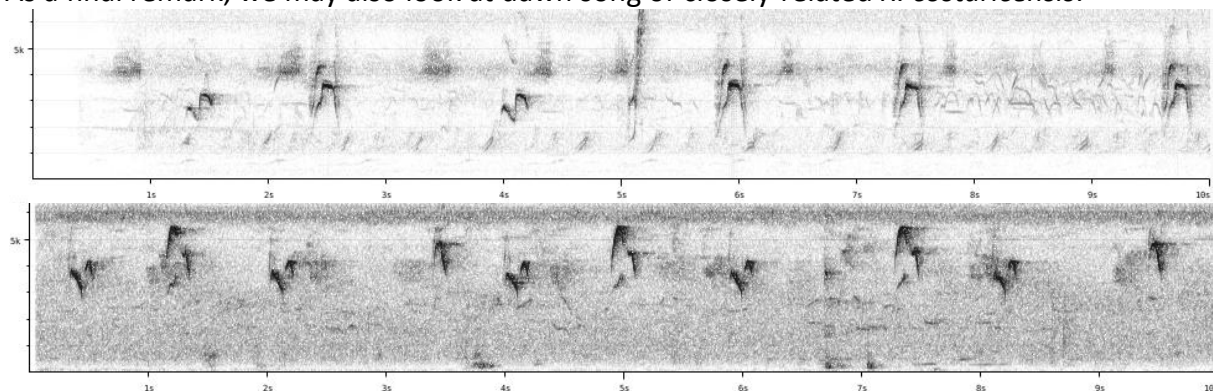 As a final remark, we may also look at dawn song of closely related costaricensis:
5k
1s 2s 3s 4s 5s 6s 7s 8s 9s 10s
5k
1s 2s 3s 4s 5s 6s 7s 8s 9s 10